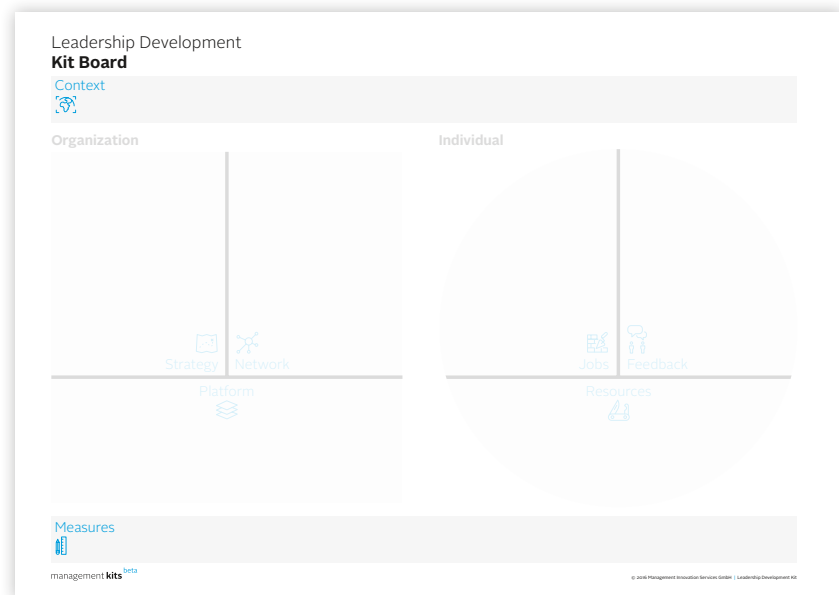 Leadership Development
Kit Board
Context
Organization
Individual
Strategy
Network
Platform
Jobs
Feedback
Resources
Measures
management kits beta
© 2016 Management Innovation Services GmbH | Leadership Development Kit